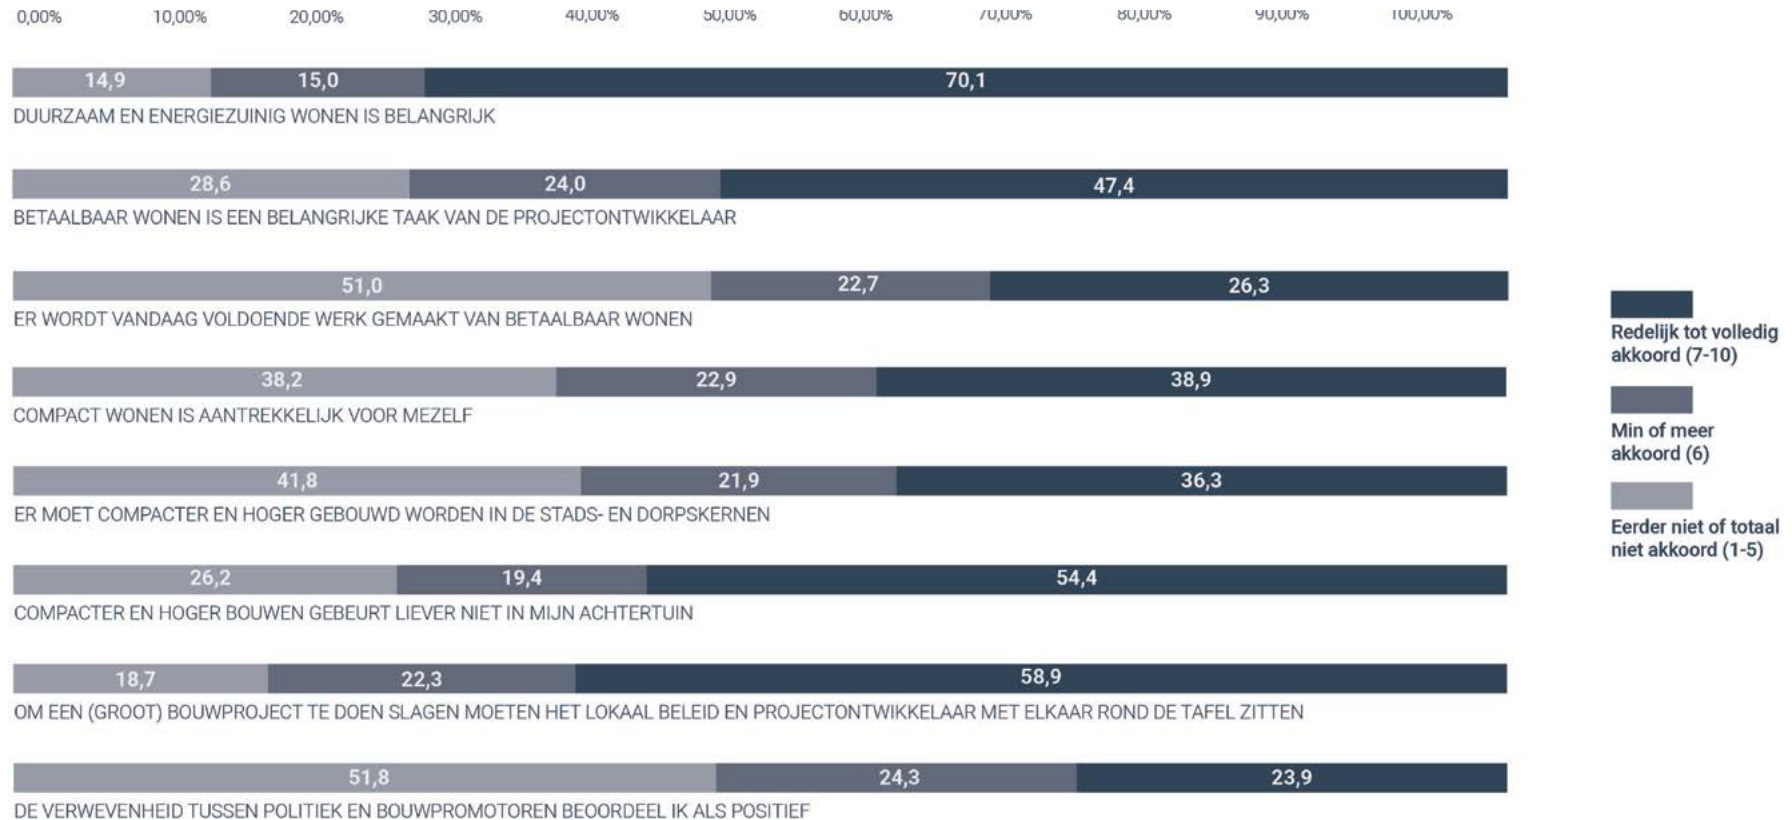 0,00% 10,00% 20,00% 30,00% 40,00% 50,00% 60,00% 70,00% 80,00% 90,00% 100,00%
14,9 15,0 70,1
DUURZAAM EN ENERGIEZUINIG WONEN IS BELANGRIJK
28,6 24,0 47,4
BETAALBAAR WONEN IS EEN BELANGRIJKE TAAK VAN DE PROJECTONTWIKKELAAR
51,0 22,7 26,3
ER WORDT VANDAAG VOLDOENDE WERK GEMAAKT VAN BETAALBAAR WONEN
38,2 22,9 38,9
COMPACT WONEN IS AANTREKKELIJK VOOR MEZELF
41,8 21,9 36,3
ER MOET COMPACTER EN HOGER GEBOUWD WORDEN IN DE STADS- EN DORPSKERNEN
26,2 19,4 54,4
COMPACTER EN HOGER BOUWEN GEBEURT LIEVER NIET IN MIJN ACHTERTUIN
18,7 22,3 58,9
OM EEN (GROOT) BOUWPROJECT TE DOEN SLAGEN MOETEN HET LOKAAL BELEID EN PROJECTONTWIKKELAAR MET ELKAAR ROND DE TAFEL ZITTEN
51,8 24,3 23,9
DE VERWEVENHEID TUSSEN POLITIEK EN BOUWPROMOTOREN BEOORDEEL IK ALS POSITIEF
Redelijk tot volledig
akkoord (7-10)
Min of meer
akkoord (6)
Eerder niet of totaal
niet akkoord (1-5)